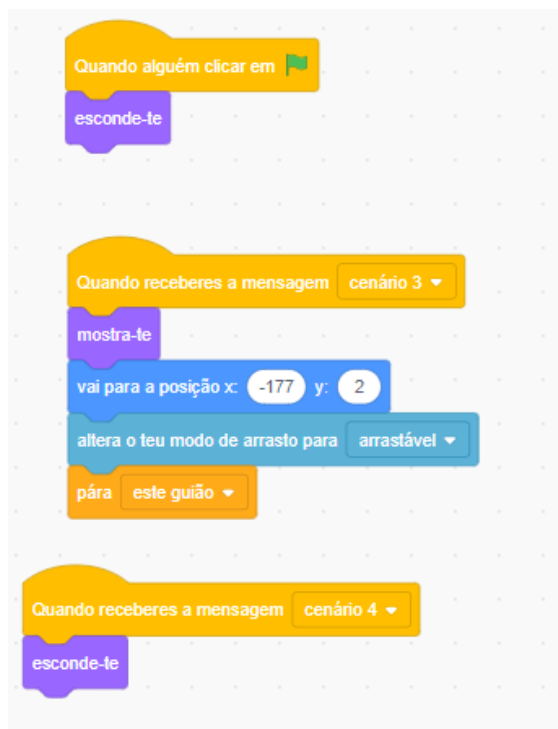 Quando alguém clicar em
esconde-te
Quando receberes a mensagem cenário 3
mostra-te
vai para a posição x: -177 y: 2
altera o teu modo de arrasto para arrastável
pára este guião
Quando receberes a mensagem cenário 4
esconde-te